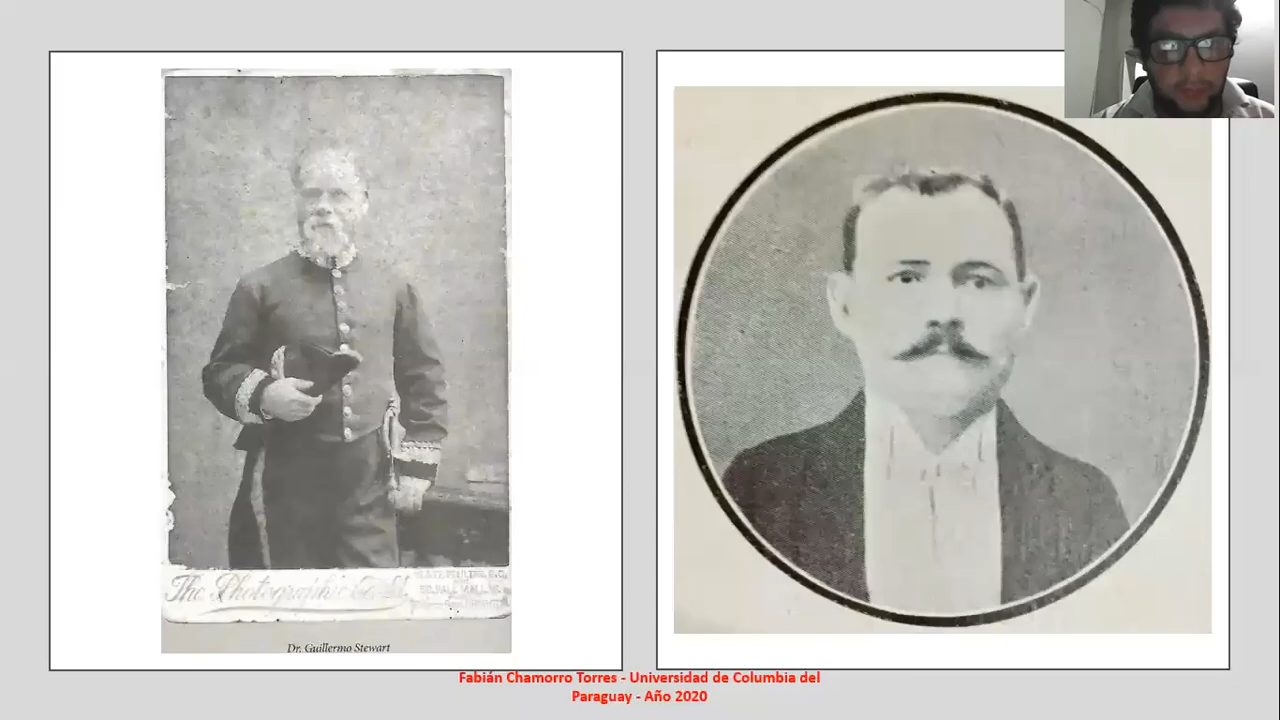 The Photographic Co. Ld.
Dr. Guillermo Stewart
Fabián Chamorro Torres - Universidad de Columbia del
Paraguay - Año 2020